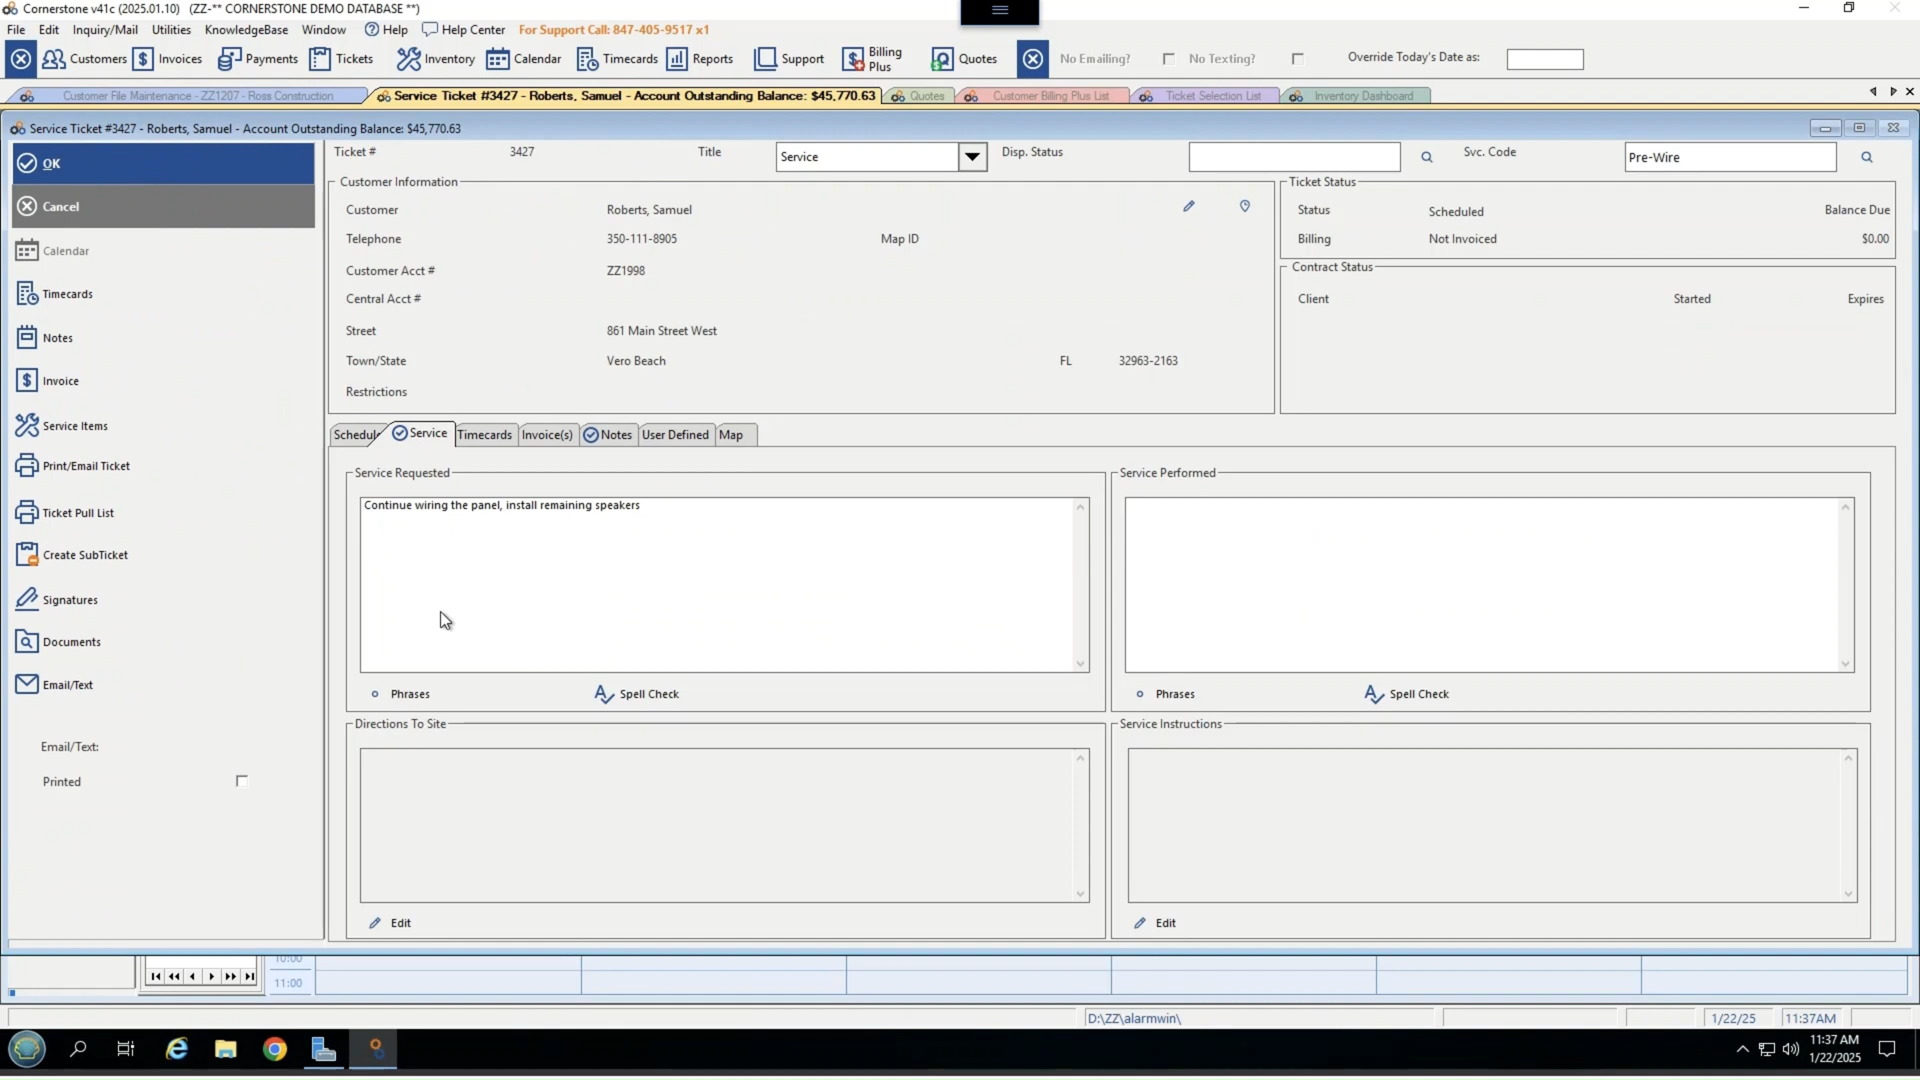 Cornerstone v41c (2025.01.10) (ZZ-** CORNERSTONE DEMO DATABASE **)
File Edit Inquiry/Mail Utilities KnowledgeBase Window Help Help Center For Support Call: 847-405-9517 x1
Customers Invoices Payments Tickets Inventory Calendar Timecards Reports Support Billing Plus Quotes No Emailing? No Texting? Override Today's Date as:
Customer File Maintenance - ZZ1207 - Ross Construction Service Ticket #3427 - Roberts, Samuel - Account Outstanding Balance: $45,770.63 Quotes Customer Billing Plus List Ticket Selection List Inventory Dashboard
Service Ticket #3427 - Roberts, Samuel - Account Outstanding Balance: $45,770.63
OK
Cancel
Calendar
Timecards
Notes
Invoice
Service Items
Print/Email Ticket
Ticket Pull List
Create SubTicket
Signatures
Documents
Email/Text
Email/Text:
Printed
Ticket # 3427 Title Service Disp. Status Svc. Code Pre-Wire
Customer Information
Customer Roberts, Samuel
Telephone 350-111-8905 Map ID
Customer Acct # ZZ1998
Central Acct #
Street 861 Main Street West
Town/State Vero Beach FL 32963-2163
Restrictions
Ticket Status
Status Scheduled Balance Due
Billing Not Invoiced $0.00
Contract Status
Client Started Expires
Schedule Service Timecards Invoice(s) Notes User Defined Map
Service Requested
Continue wiring the panel, install remaining speakers
Phrases Spell Check
Service Performed
Phrases Spell Check
Directions To Site
Edit
Service Instructions
Edit
10:00
11:00
D:\ZZ\alarmwin\ 1/22/25 11:37AM
11:37 AM
1/22/2025